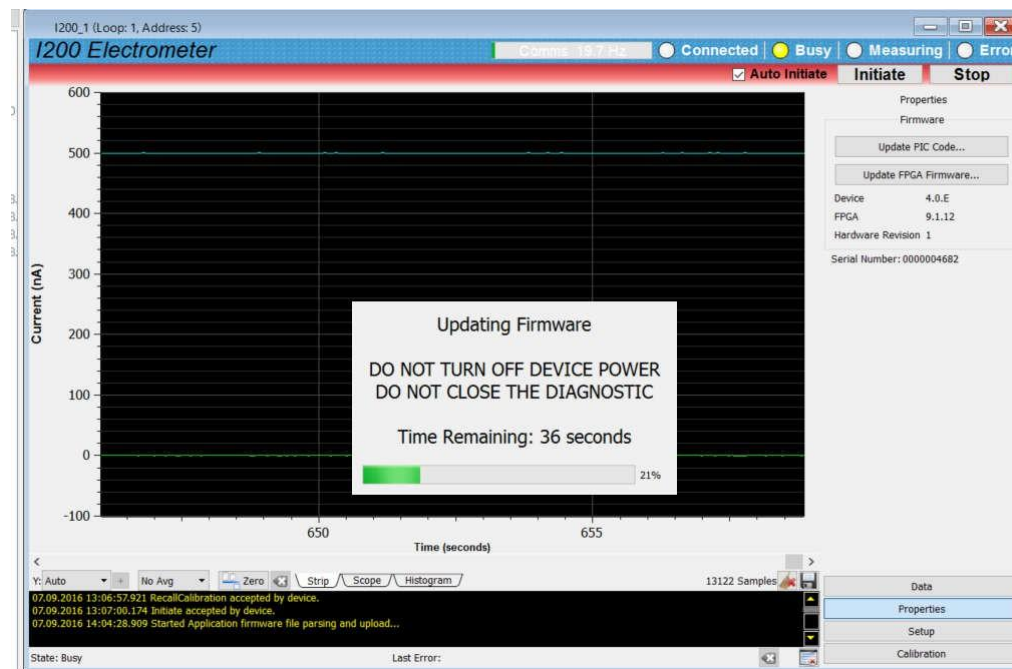 I200_1 (Loop: 1, Address: 5)
I200 Electrometer
Comms 19.7 Hz
Connected
Busy
Measuring
Error
Auto Initiate
Initiate
Stop
600
500
400
300
200
100
0
-100
Current (nA)
650
655
Time (seconds)
Updating Firmware
DO NOT TURN OFF DEVICE POWER
DO NOT CLOSE THE DIAGNOSTIC
Time Remaining: 36 seconds
21%
Properties
Firmware
Update PIC Code...
Update FPGA Firmware...
Device 4.0.E
FPGA 9.1.12
Hardware Revision 1
Serial Number: 0000004682
Y: Auto
No Avg
Zero
Strip
Scope
Histogram
13122 Samples
07.09.2016 13:06:57.921 RecallCalibration accepted by device.
07.09.2016 13:07:00.174 Initiate accepted by device.
07.09.2016 14:04:28.909 Started Application firmware file parsing and upload...
State: Busy
Last Error:
Data
Properties
Setup
Calibration